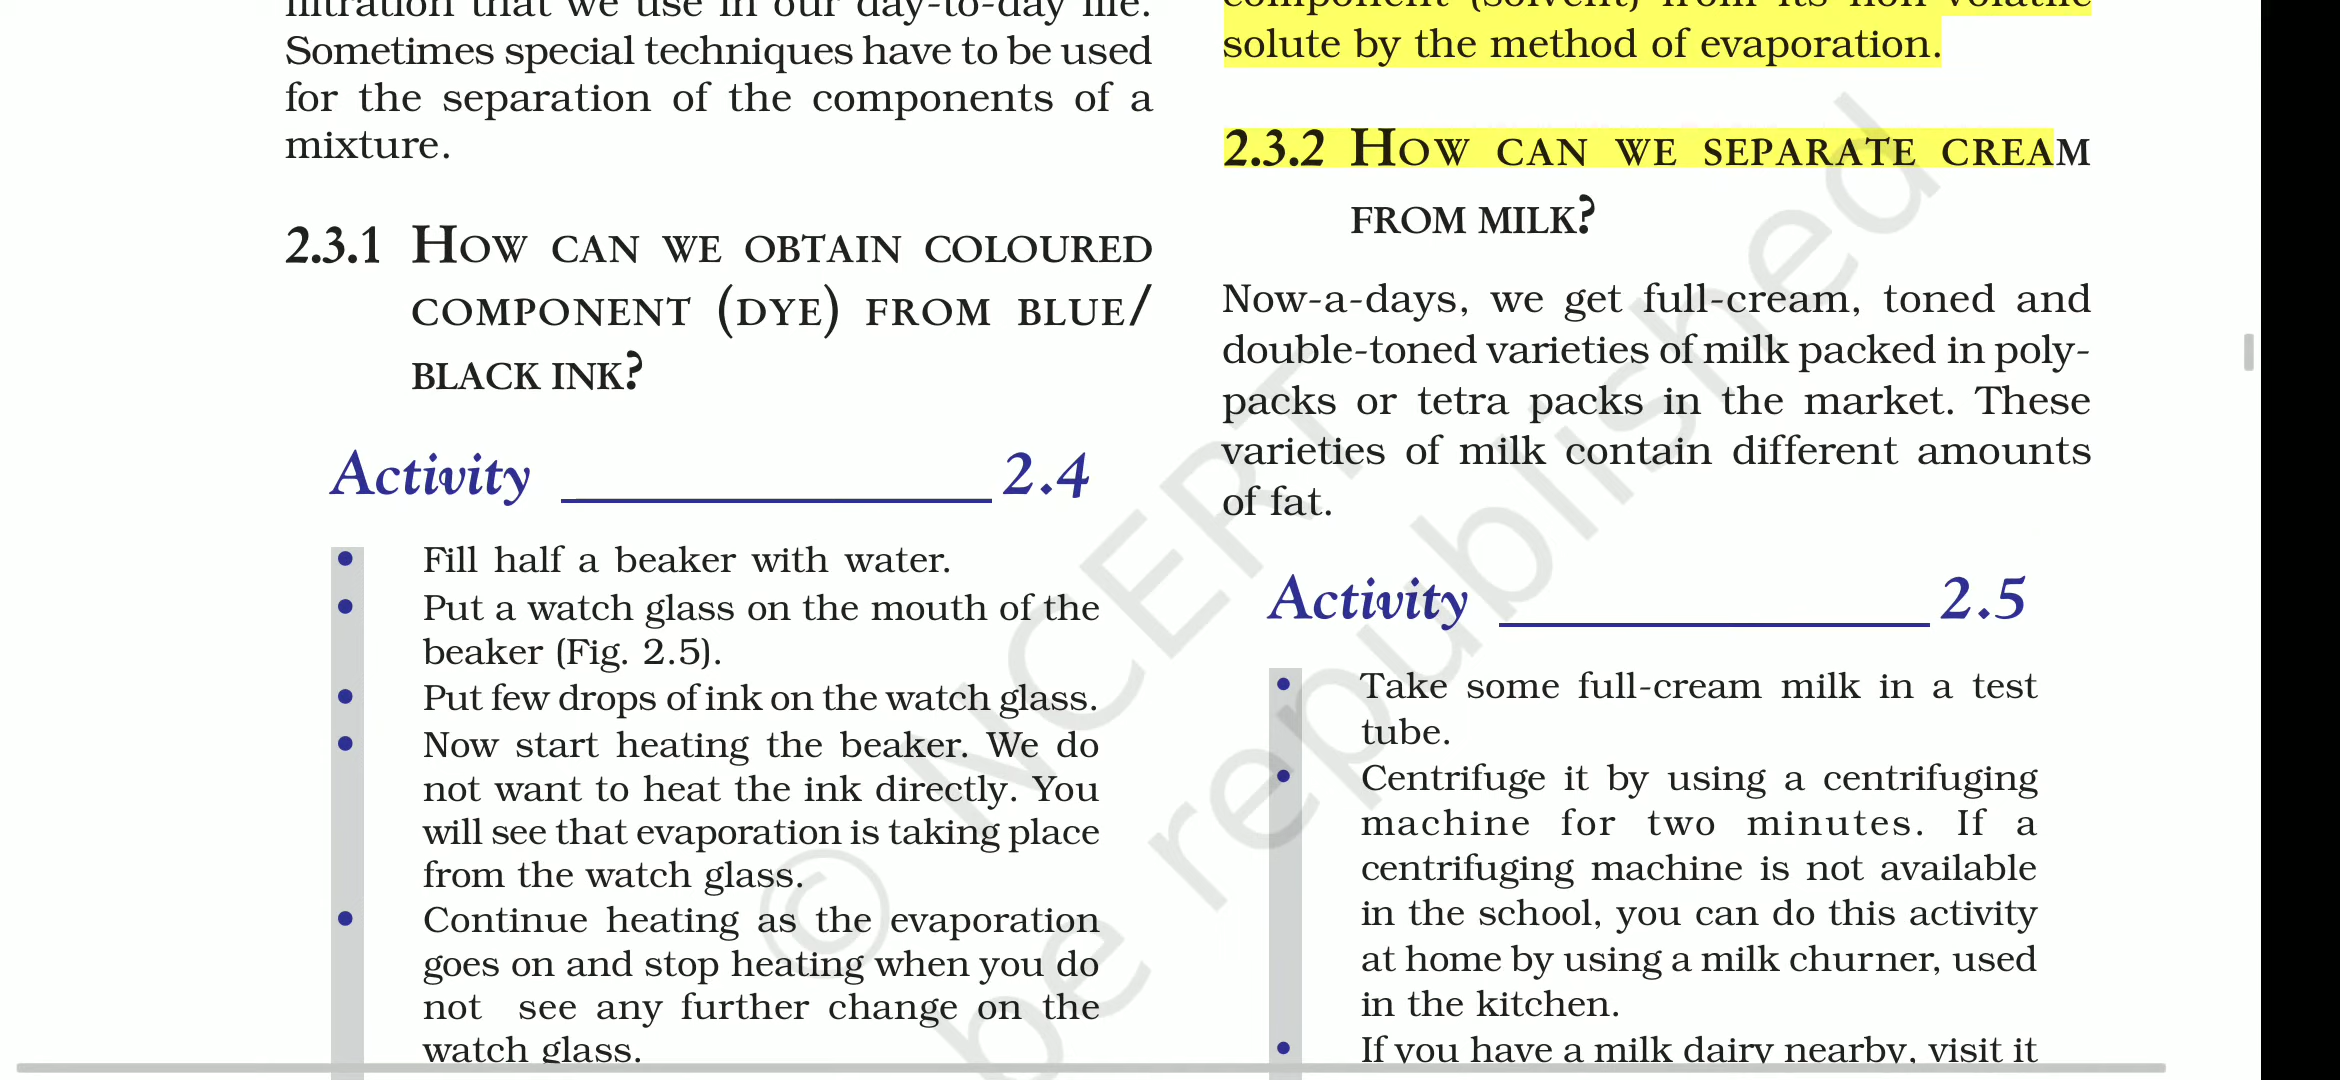 filtration that we use in our day-to-day life.
Sometimes special techniques have to be used
for the separation of the components of a
mixture.
2.3.1 HOW CAN WE OBTAIN COLOURED
COMPONENT (DYE) FROM BLUE/
BLACK INK?
Activity 2.4
• Fill half a beaker with water.
• Put a watch glass on the mouth of the
beaker (Fig. 2.5).
• Put few drops of ink on the watch glass.
• Now start heating the beaker. We do
not want to heat the ink directly. You
will see that evaporation is taking place
from the watch glass.
• Continue heating as the evaporation
goes on and stop heating when you do
not see any further change on the
watch glass.
component (solvent) from its non-volatile
solute by the method of evaporation.
2.3.2 HOW CAN WE SEPARATE CREAM
FROM MILK?
Now-a-days, we get full-cream, toned and
double-toned varieties of milk packed in poly-
packs or tetra packs in the market. These
varieties of milk contain different amounts
of fat.
Activity 2.5
• Take some full-cream milk in a test
tube.
• Centrifuge it by using a centrifuging
machine for two minutes. If a
centrifuging machine is not available
in the school, you can do this activity
at home by using a milk churner, used
in the kitchen.
• If you have a milk dairy nearby, visit it
© NCERT
be republished